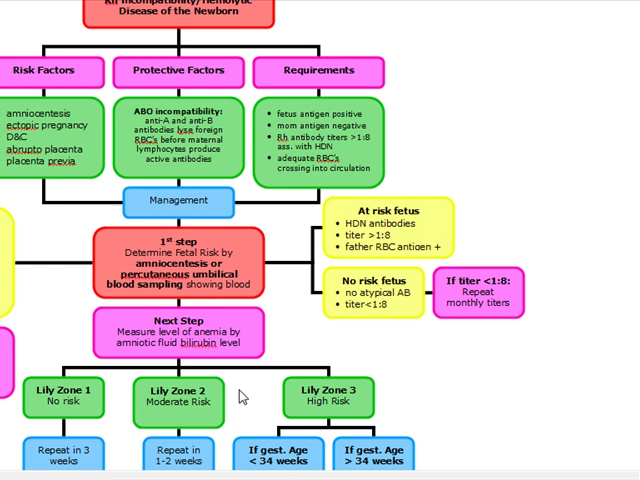 Rh Incompatibility/Hemolytic
Disease of the Newborn
Risk Factors
Protective Factors
Requirements
amniocentesis
ectopic pregnancy
D&C
abrupto placenta
placenta previa
ABO incompatibility:
anti-A and anti-B
antibodies lyse foreign
RBC's before maternal
lymphocytes produce
active antibodies
• fetus antigen positive
• mom antigen negative
• Rh antibody titers >1:8
ass. with HDN
• adequate RBC's
crossing into circulation
Management
1st step
Determine Fetal Risk by
amniocentesis or
percutaneous umbilical
blood sampling showing blood
At risk fetus
• HDN antibodies
• titer >1:8
• father RBC antigen +
No risk fetus
• no atypical AB
• titer<1:8
If titer <1:8:
Repeat
monthly titers
Next Step
Measure level of anemia by
amniotic fluid bilirubin level
Lily Zone 1
No risk
Lily Zone 2
Moderate Risk
Lily Zone 3
High Risk
Repeat in 3
weeks
Repeat in
1-2 weeks
If gest. Age
< 34 weeks
If gest. Age
> 34 weeks